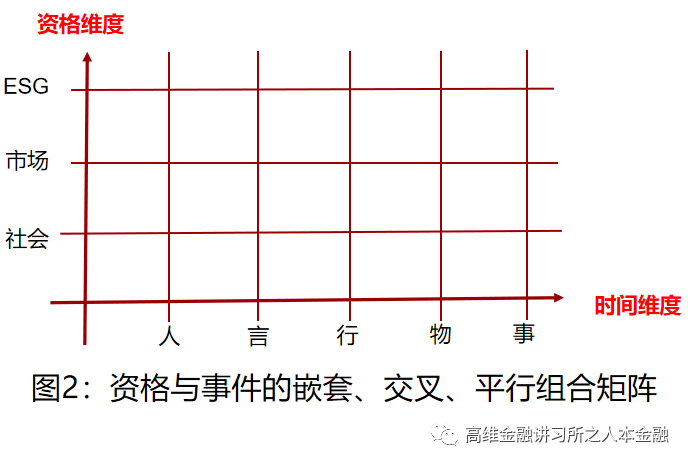 资格维度
ESG
市场
社会
时间维度
人 言 行 物 事
图2：资格与事件的嵌套、交叉、平行组合矩阵
高维金融讲习所之人本金融